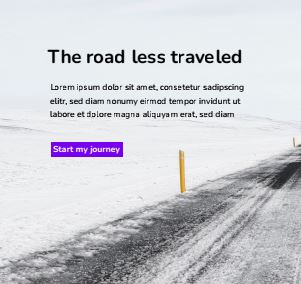 The road less traveled
Lorem ipsum dolor sit amet, consetetur sadipscing
elitr, sed diam nonumy eirmod tempor invidunt ut
labore et dolore magna aliquyam erat, sed diam
Start my journey